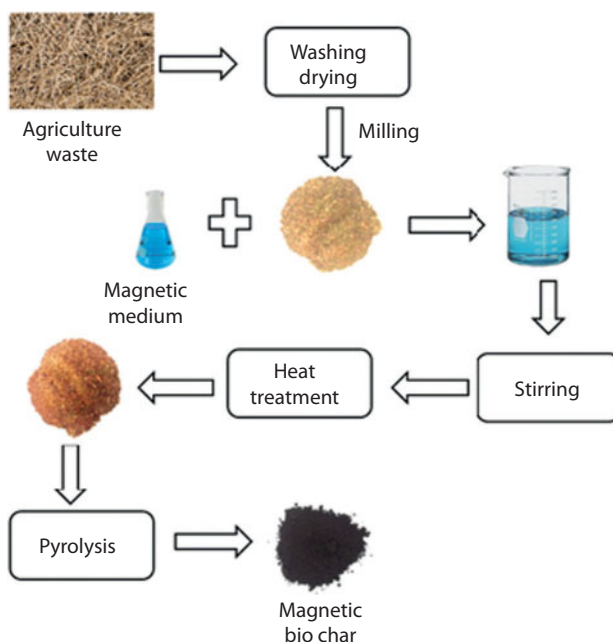 Washing
drying
Agriculture
waste
Milling
Magnetic
medium
Heat
treatment
Stirring
Pyrolysis
Magnetic
bio char